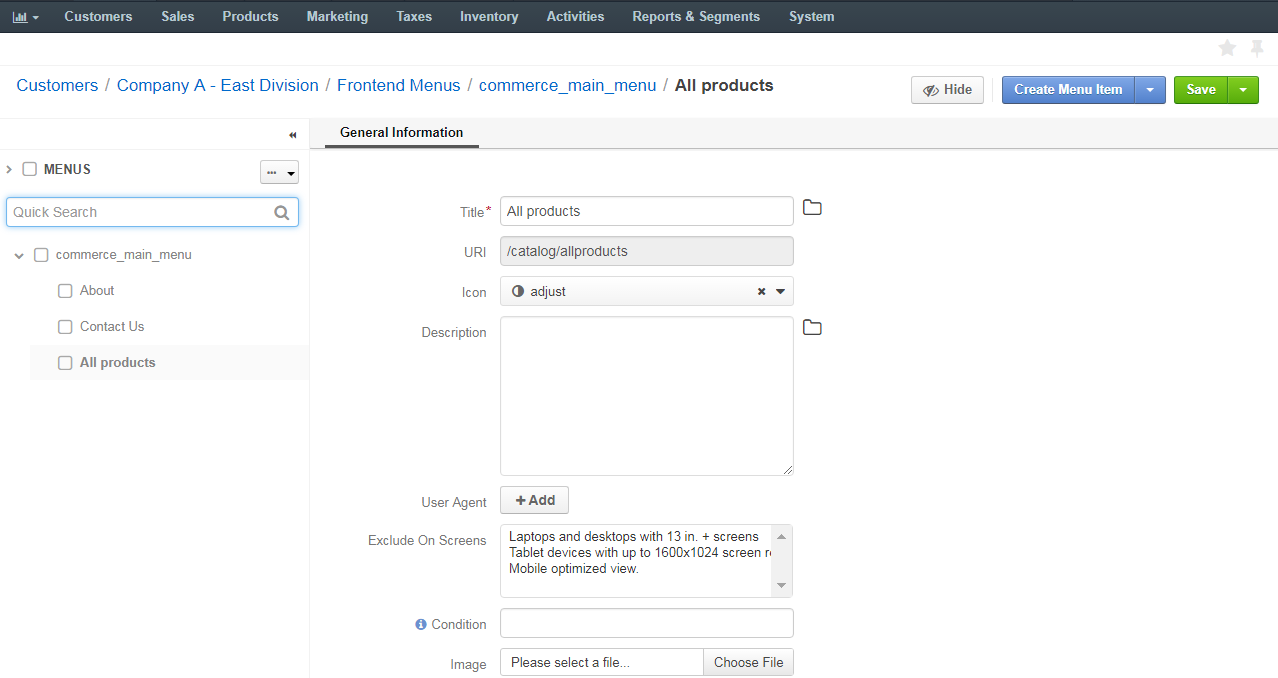 Customers Sales Products Marketing Taxes Inventory Activities Reports & Segments System
Customers / Company A - East Division / Frontend Menus / commerce_main_menu / All products
Hide
Create Menu Item
Save
General Information
MENUS
Quick Search
commerce_main_menu
About
Contact Us
All products
Title* All products
URI /catalog/allproducts
Icon adjust
Description
User Agent + Add
Exclude On Screens Laptops and desktops with 13 in. + screens
Tablet devices with up to 1600x1024 screen
Mobile optimized view.
Condition
Image Please select a file... Choose File